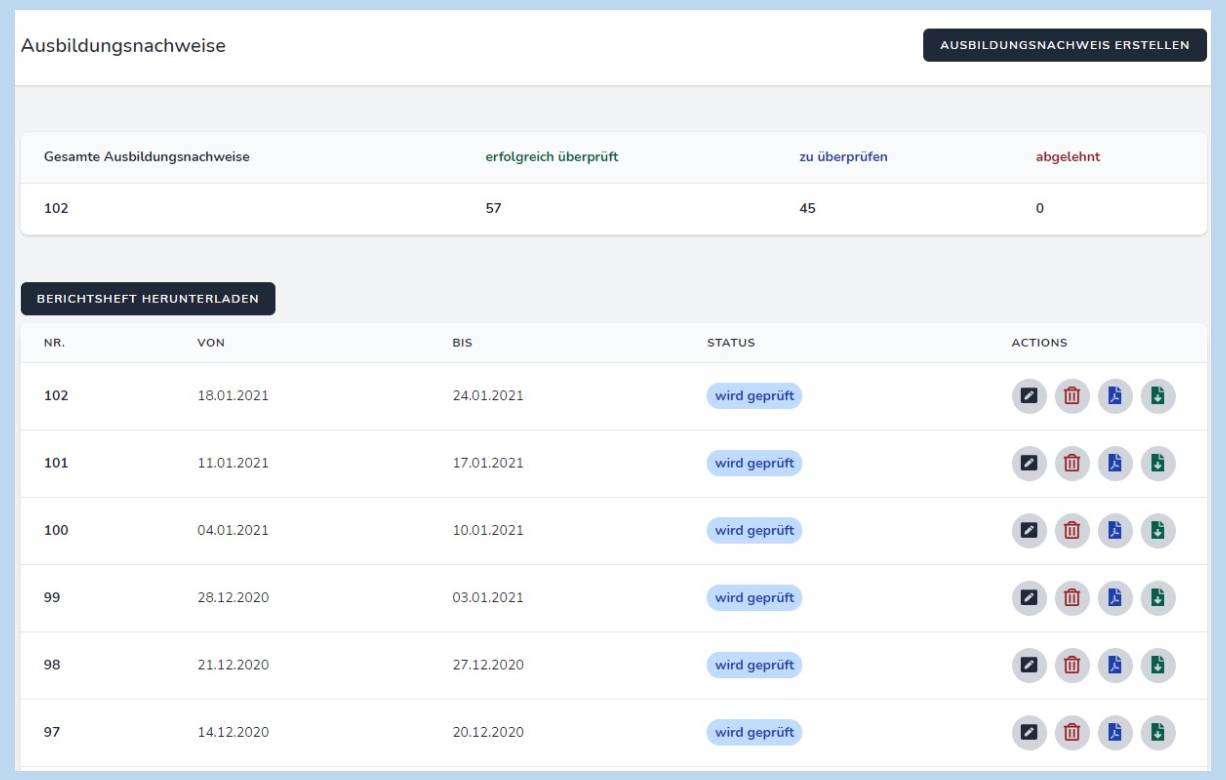 Ausbildungsnachweise AUSBILDUNGSNACHWEIS ERSTELLEN
Gesamte Ausbildungsnachweise erfolgreich überprüft zu überprüfen abgelehnt
102 57 45 0
BERICHTSHEFT HERUNTERLADEN
NR. VON BIS STATUS ACTIONS
102 18.01.2021 24.01.2021 wird geprüft
101 11.01.2021 17.01.2021 wird geprüft
100 04.01.2021 10.01.2021 wird geprüft
99 28.12.2020 03.01.2021 wird geprüft
98 21.12.2020 27.12.2020 wird geprüft
97 14.12.2020 20.12.2020 wird geprüft